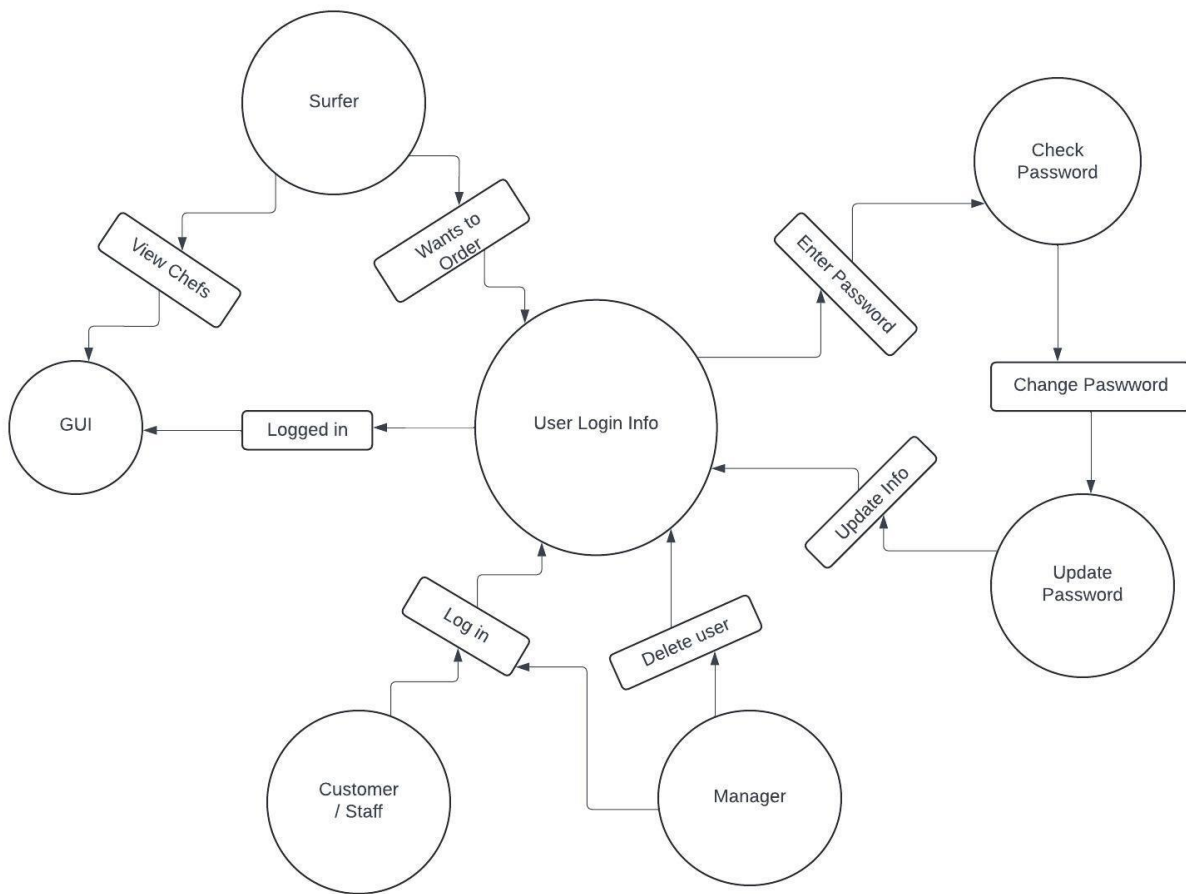 Surfer
Check
Password
View Chefs
Wants to
Order
Enter Password
Change Paswword
GUI
Logged in
User Login Info
Update Info
Update
Password
Log in
Delete user
Customer
/ Staff
Manager